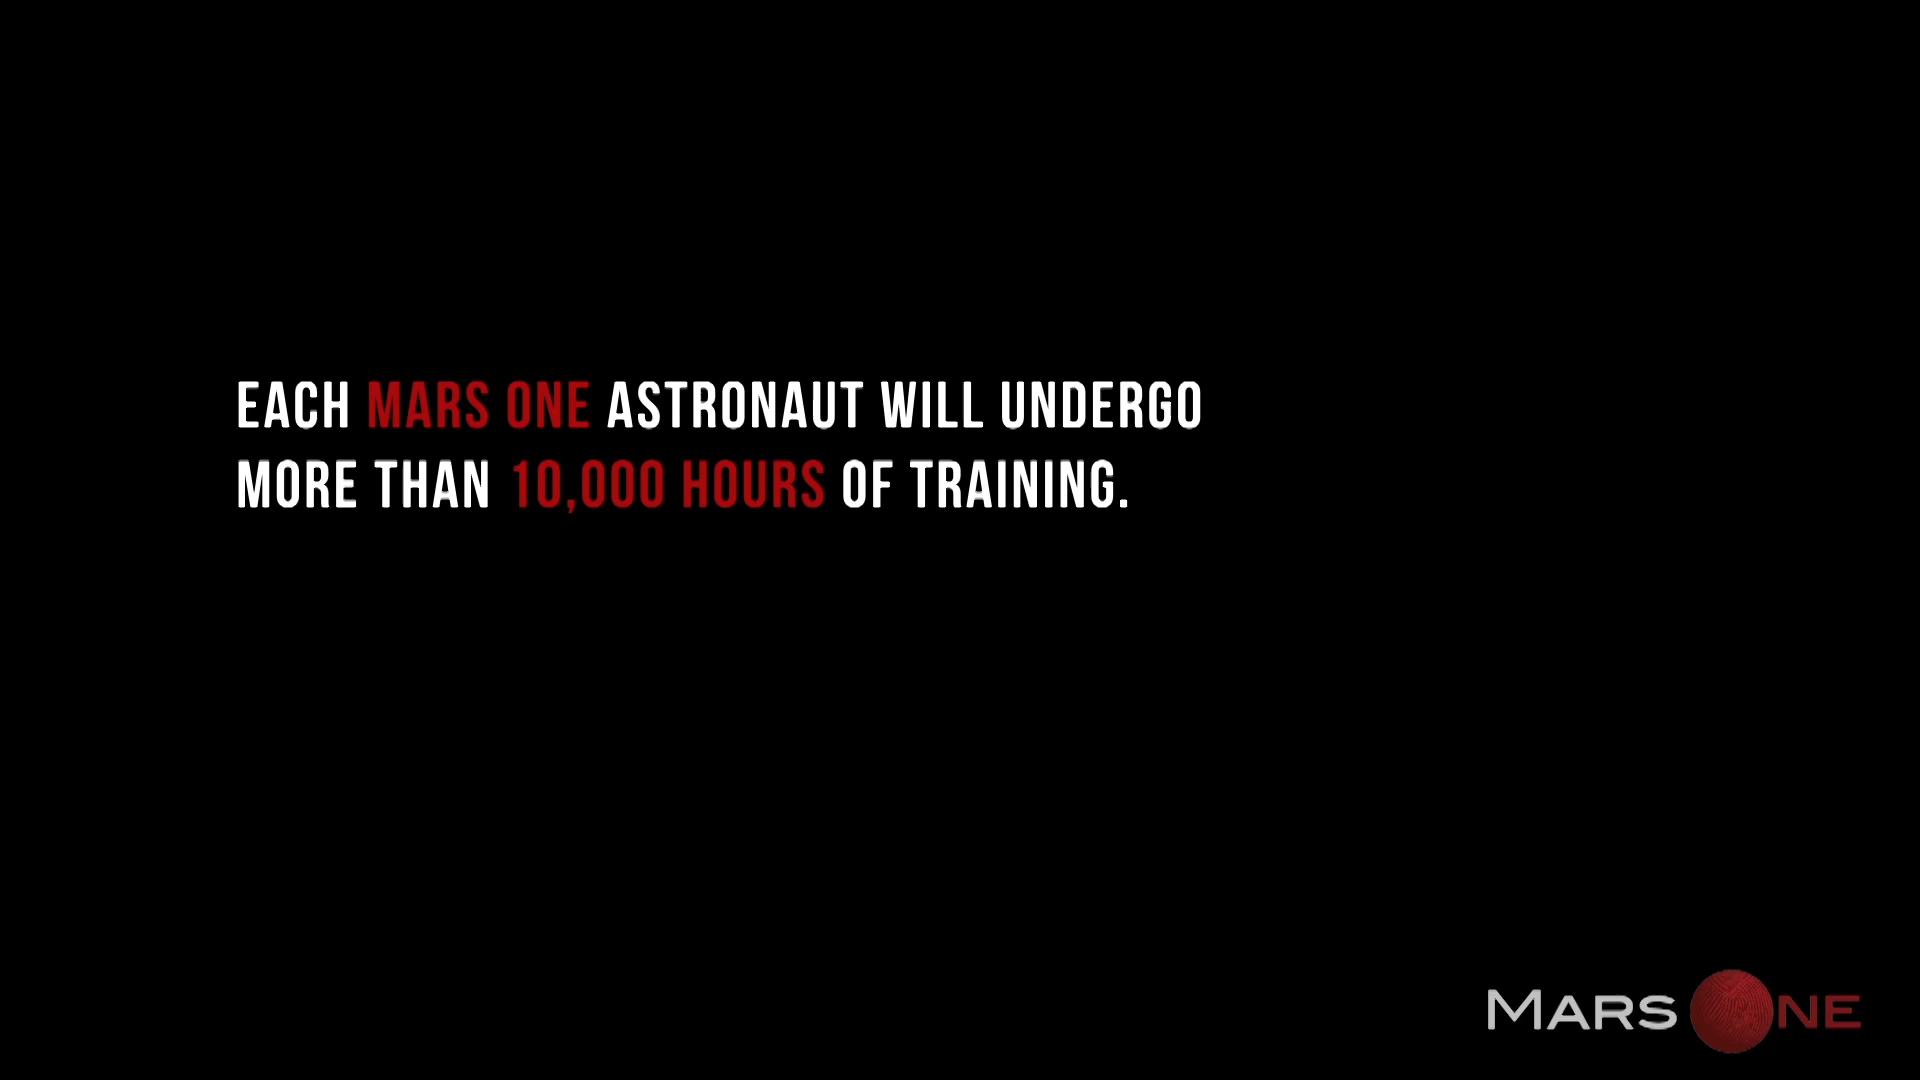 EACH MARS ONE ASTRONAUT WILL UNDERGO
MORE THAN 10,000 HOURS OF TRAINING.
MARS ONE